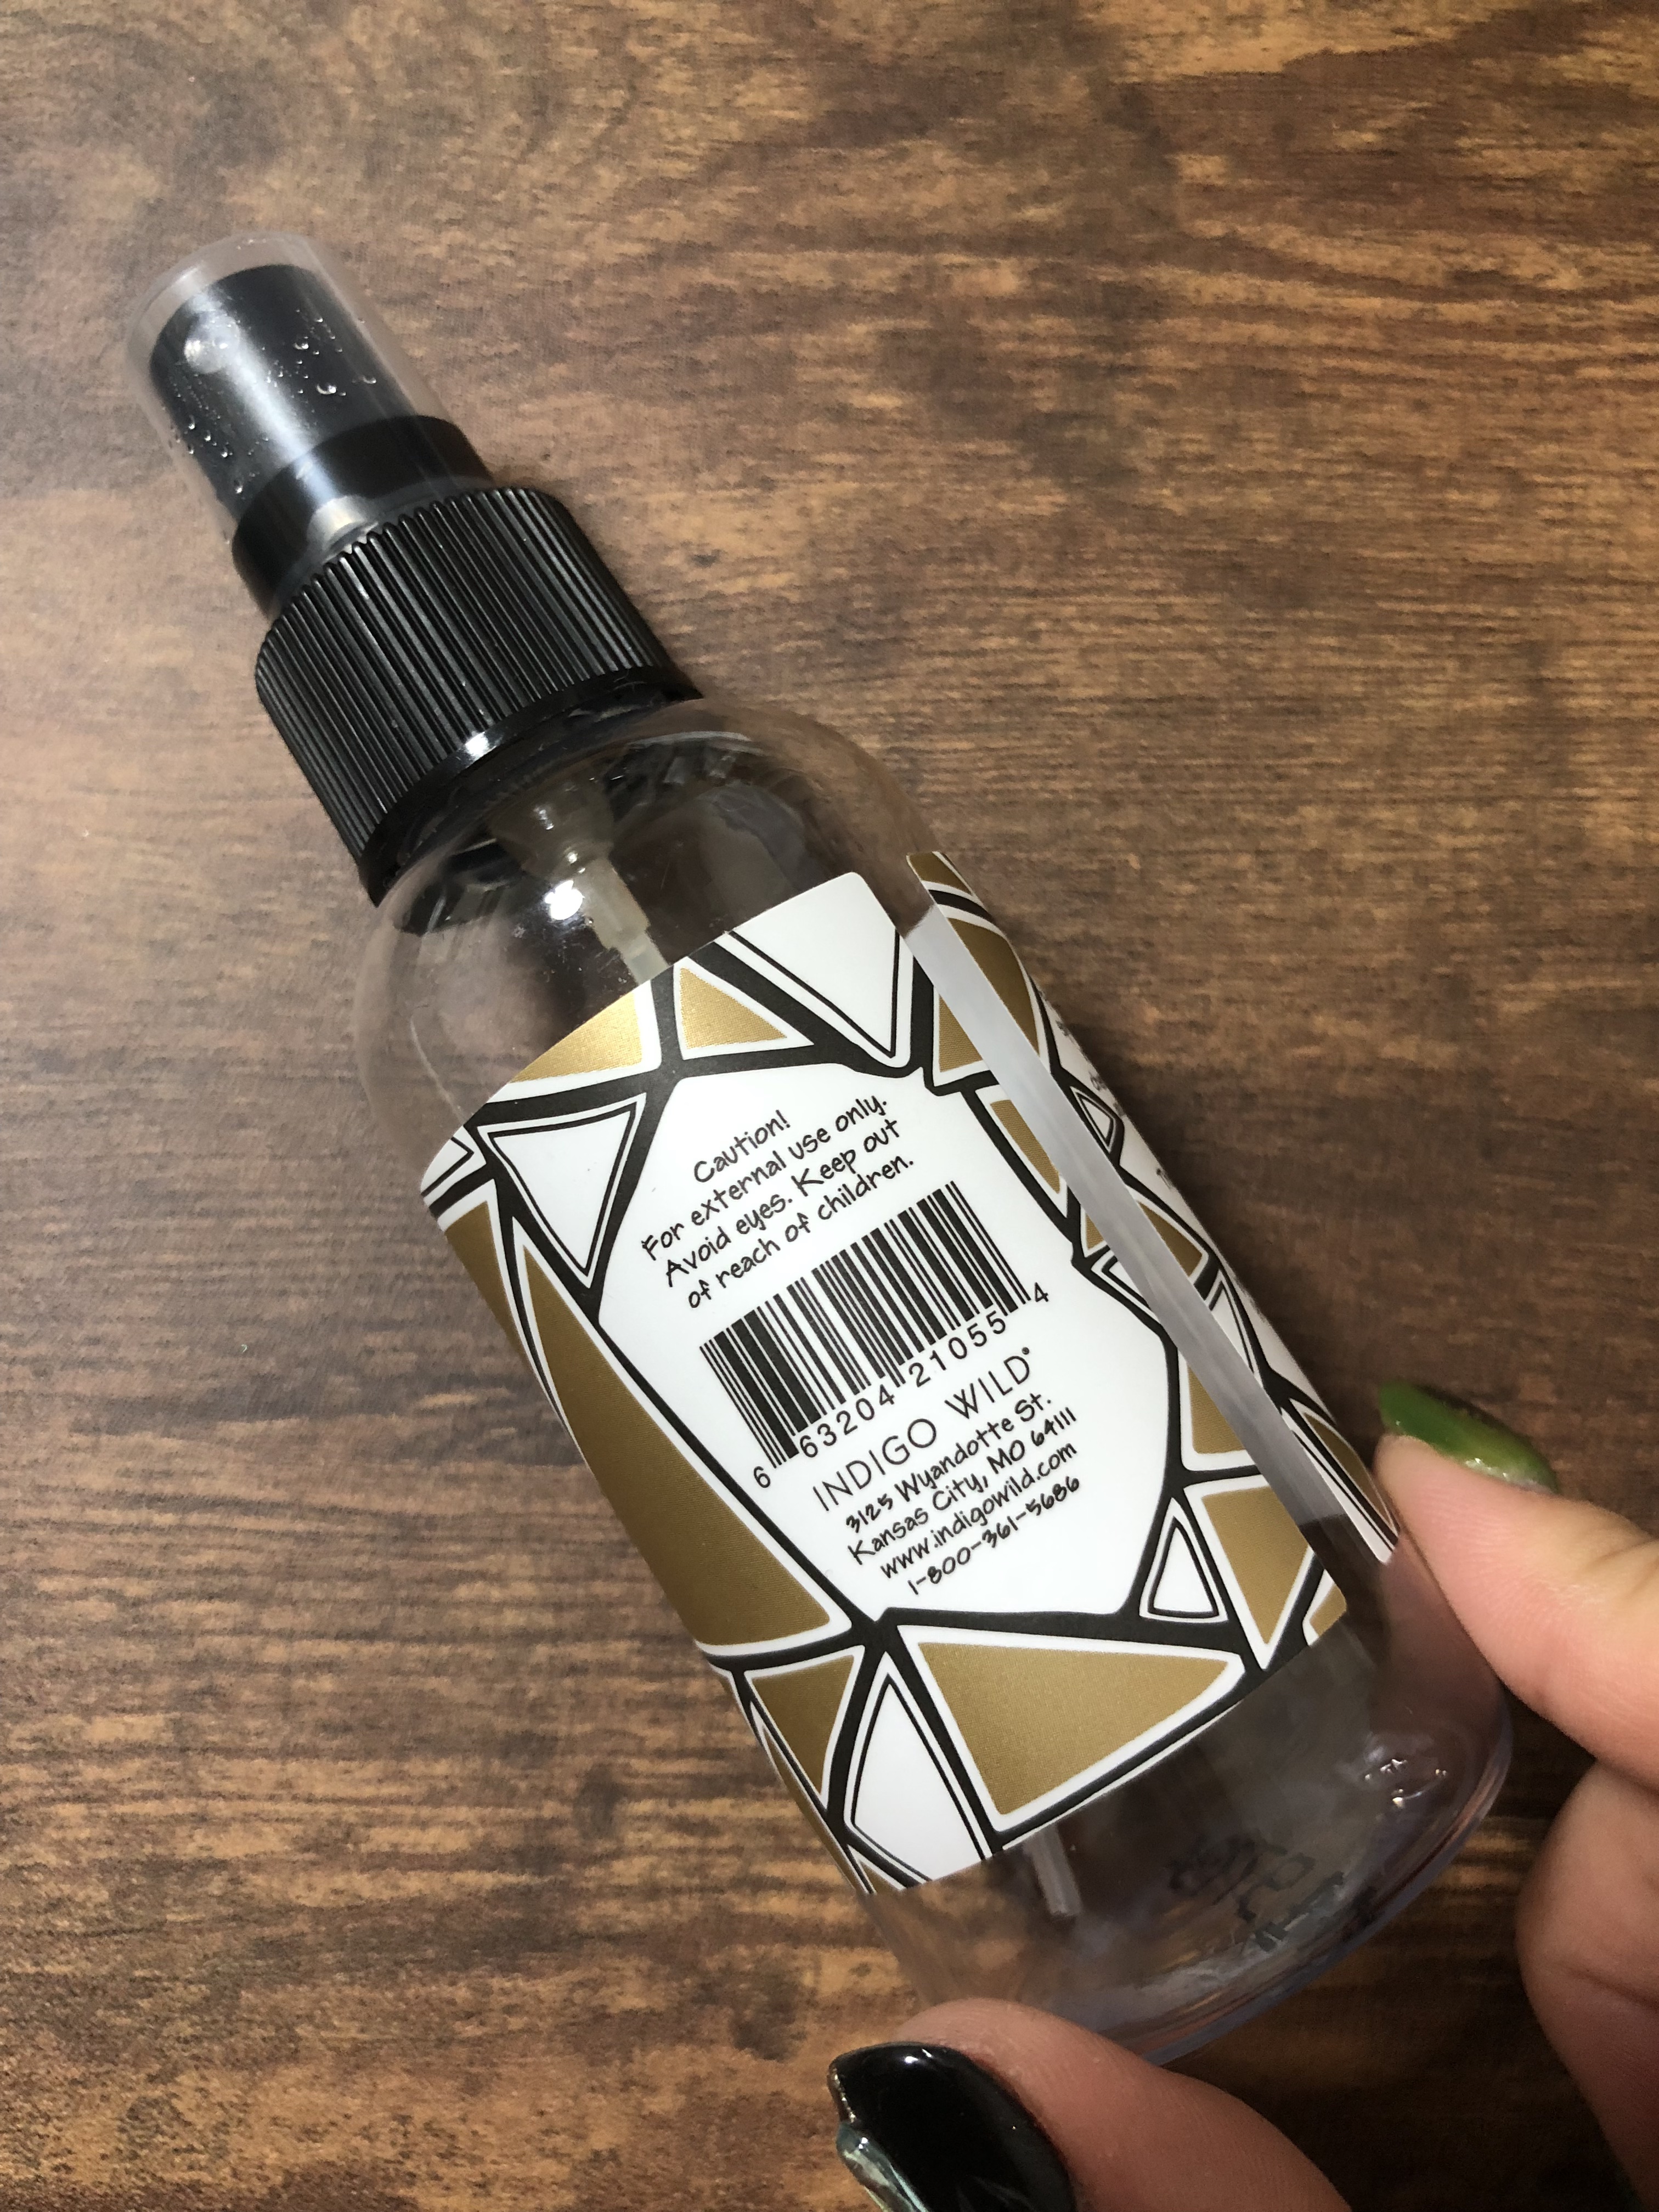 Caution!
For external use only.
Avoid eyes. Keep out
of reach of children.
6 63204 21055 4
INDIGO WILD®
3125 Wyandotte St.
Kansas City, MO 64111
www.indigowild.com
1-800-361-5686